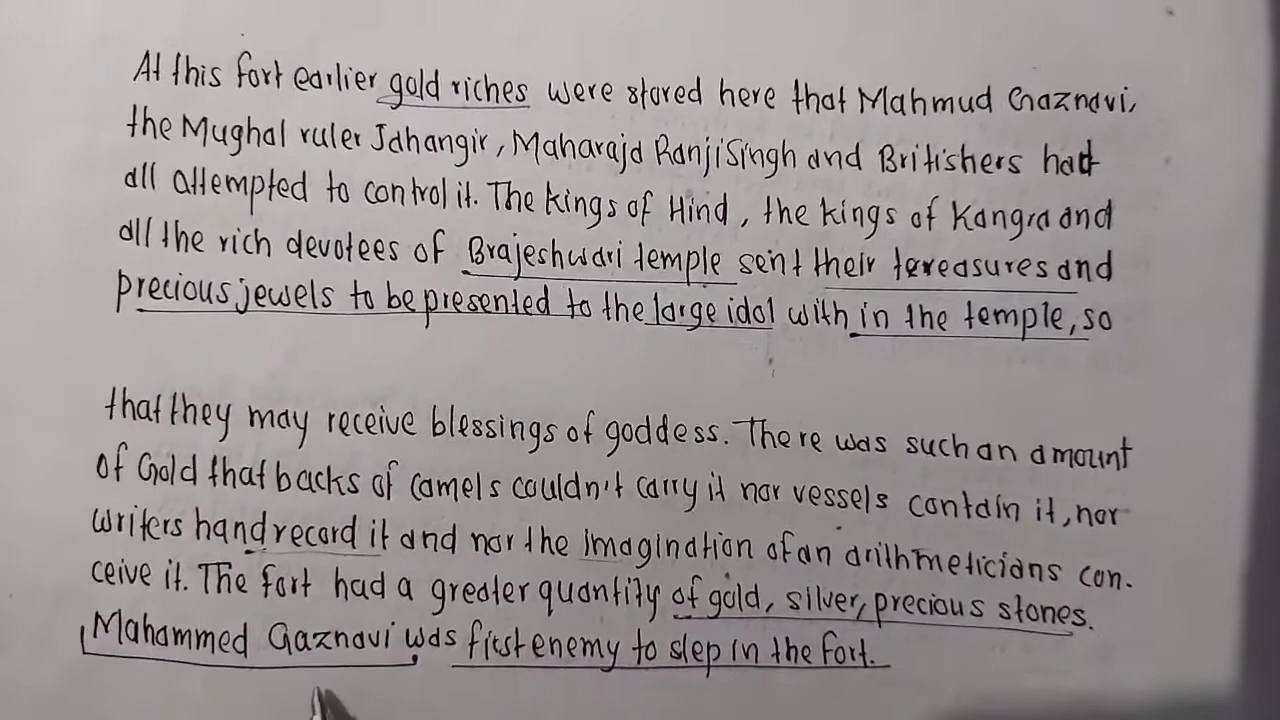 At this fort earlier gold riches were stored here that Mahmud Gaznavi,
the Mughal ruler Jahangir, Maharaja Ranji Singh and Britishers had
all attempted to control it. The kings of Hind, the kings of Kangra and
all the rich devotees of Brajeshwari temple sent their tereasures and
precious jewels to be presented to the large idol with in the temple, so
that they may receive blessings of goddess. There was such an amount
of Gold that backs of camels couldn't carry it nor vessels contain it, nor
writers hand record it and nor the imagination of an arithmeticians con-
ceive it. The fort had a greater quantity of gold, silver, precious stones.
Mahammed Gaznavi was first enemy to step in the fort.